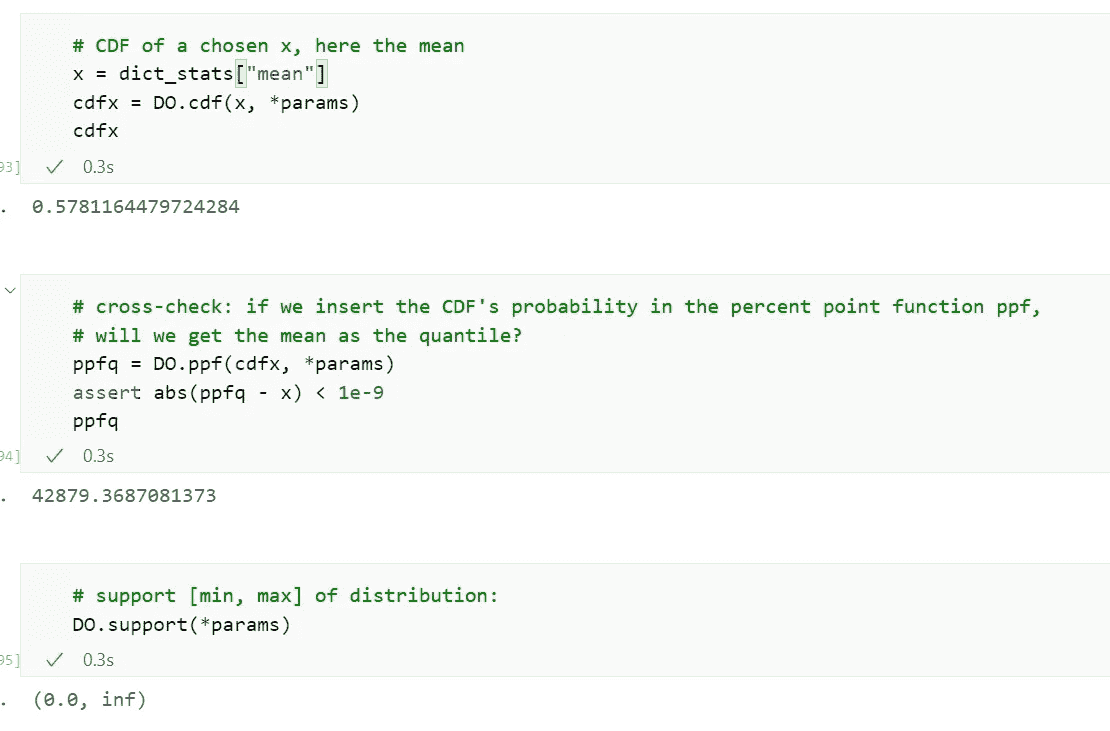 # CDF of a chosen x, here the mean
x = dict_stats["mean"]
cdfx = DO.cdf(x, *params)
cdfx
93] ✓ 0.3s
. 0.5781164479724284
# cross-check: if we insert the CDF's probability in the percent point function ppf,
# will we get the mean as the quantile?
ppfq = DO.ppf(cdfx, *params)
assert abs(ppfq - x) < 1e-9
ppfq
94] ✓ 0.3s
. 42879.3687081373
# support [min, max] of distribution:
DO.support(*params)
95] ✓ 0.3s
. (0.0, inf)